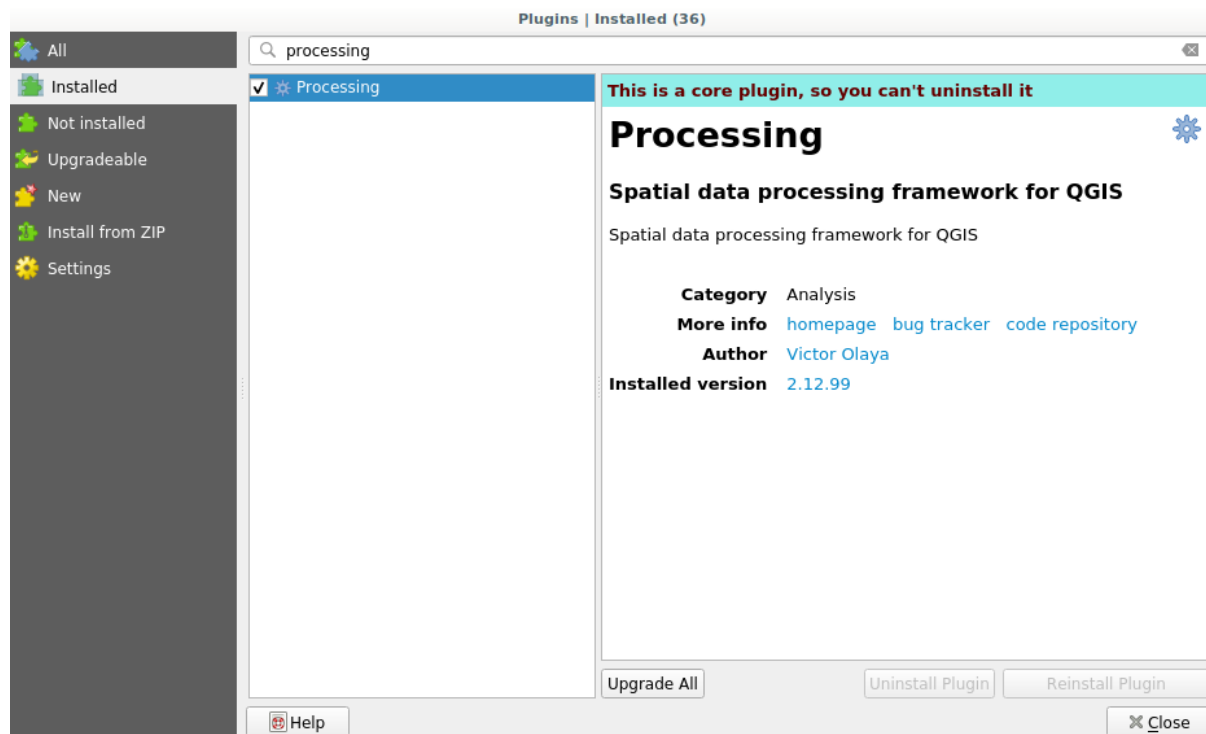 Plugins | Installed (36)
All
Installed
Not installed
Upgradeable
New
Install from ZIP
Settings
processing
Processing
This is a core plugin, so you can't uninstall it
Processing
Spatial data processing framework for QGIS
Spatial data processing framework for QGIS
Category Analysis
More info homepage bug tracker code repository
Author Victor Olaya
Installed version 2.12.99
Upgrade All Uninstall Plugin Reinstall Plugin
Help Close